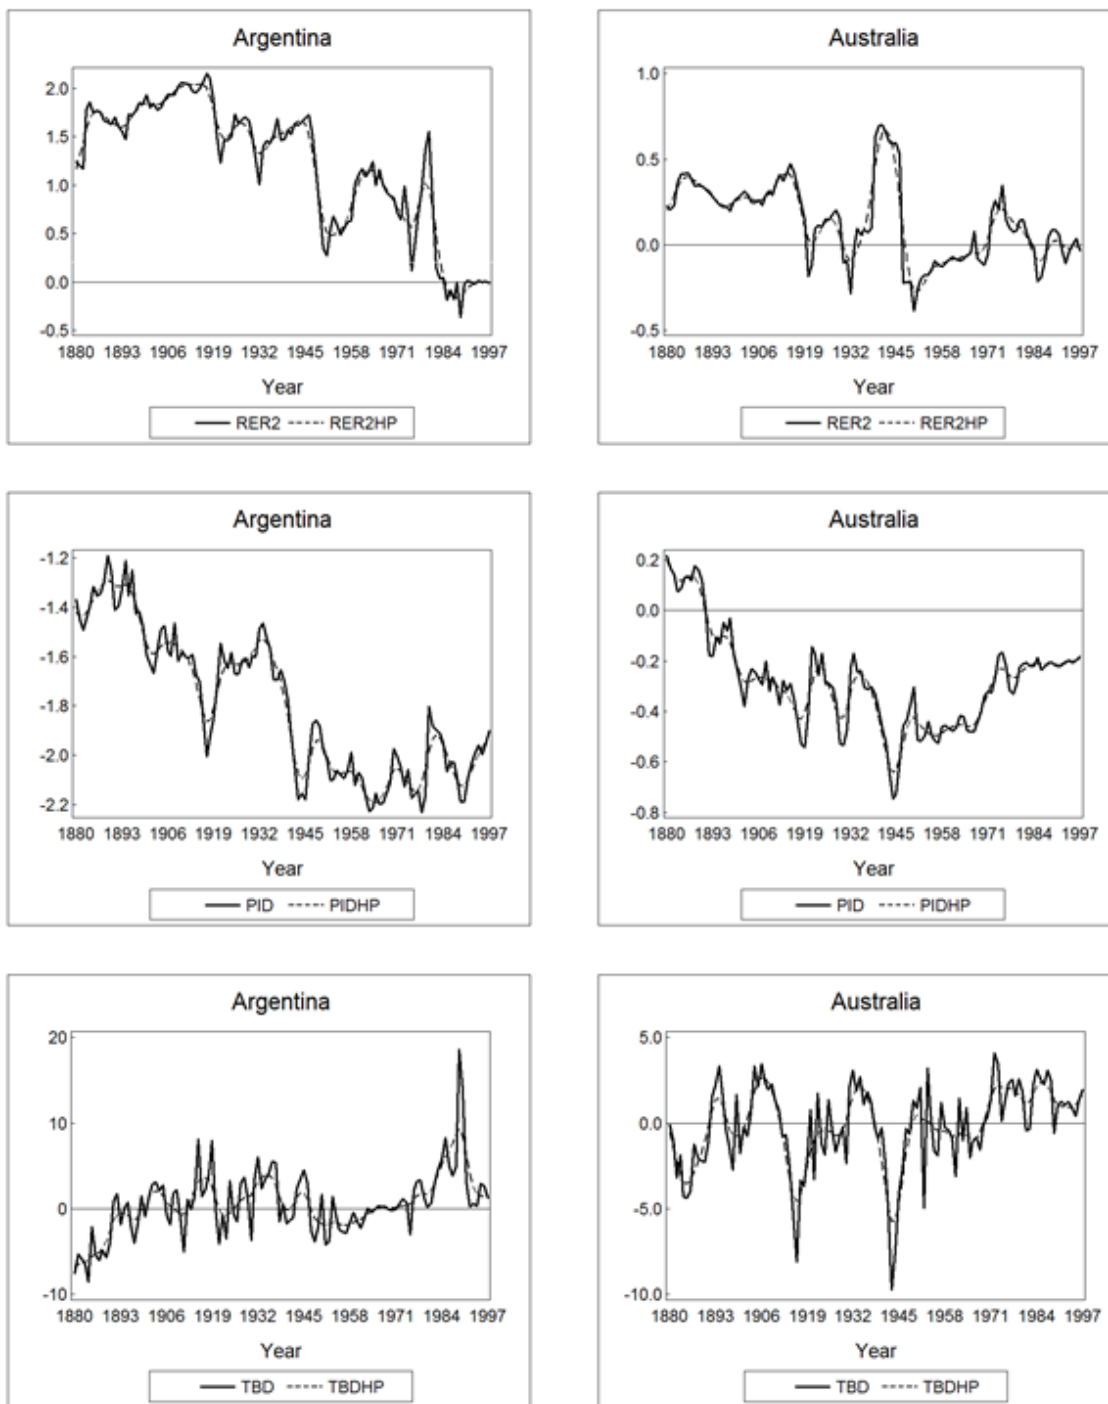 Argentina
2.0
1.5
1.0
0.5
0.0
-0.5
1880 1893 1906 1919 1932 1945 1958 1971 1984 1997
Year
RER2 RER2HP
Australia
1.0
0.5
0.0
-0.5
1880 1893 1906 1919 1932 1945 1958 1971 1984 1997
Year
RER2 RER2HP
Argentina
-1.2
-1.4
-1.6
-1.8
-2.0
-2.2
1880 1893 1906 1919 1932 1945 1958 1971 1984 1997
Year
PID PIDHP
Australia
0.2
0.0
-0.2
-0.4
-0.6
-0.8
1880 1893 1906 1919 1932 1945 1958 1971 1984 1997
Year
PID PIDHP
Argentina
20
10
0
-10
1880 1893 1906 1919 1932 1945 1958 1971 1984 1997
Year
TBD TBDHP
Australia
5.0
0.0
-5.0
-10.0
1880 1893 1906 1919 1932 1945 1958 1971 1984 1997
Year
TBD TBDHP